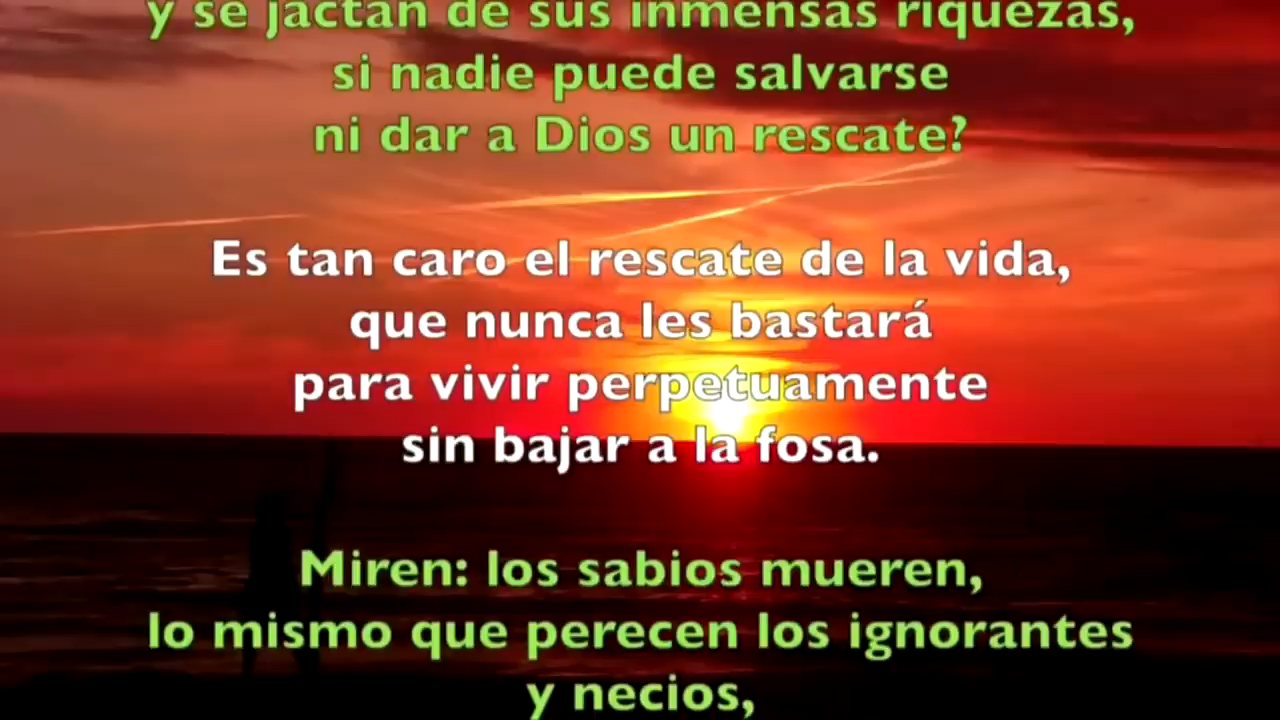 y se jactan de sus inmensas riquezas,
si nadie puede salvarse
ni dar a Dios un rescate?
Es tan caro el rescate de la vida,
que nunca les bastará
para vivir perpetuamente
sin bajar a la fosa.
Miren: los sabios mueren,
lo mismo que perecen los ignorantes
y necios,